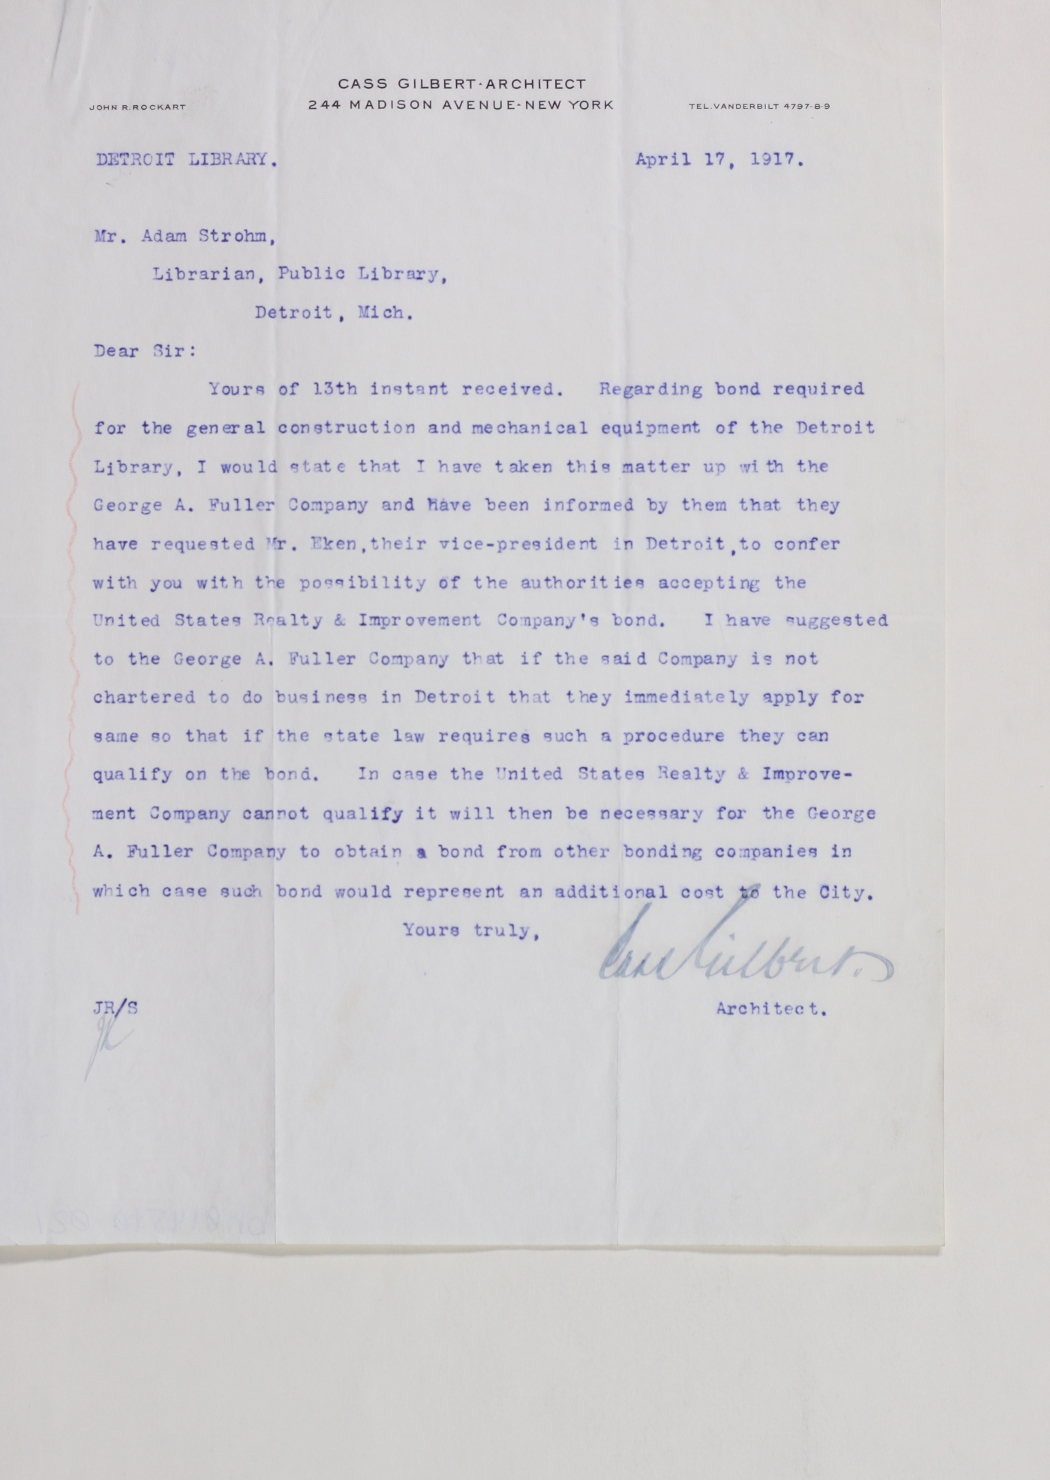 CASS GILBERT·ARCHITECT
JOHN R. ROCKART 244 MADISON AVENUE-NEW YORK TEL. VANDERBILT 4797-8-9
DETROIT LIBRARY. April 17, 1917.
Mr. Adam Strohm,
Librarian, Public Library,
Detroit, Mich.
Dear Sir:
Yours of 13th instant received. Regarding bond required
for the general construction and mechanical equipment of the Detroit
Library, I would state that I have taken this matter up with the
George A. Fuller Company and have been informed by them that they
have requested Mr. Eken, their vice-president in Detroit, to confer
with you with the possibility of the authorities accepting the
United States Realty & Improvement Company's bond. I have suggested
to the George A. Fuller Company that if the said Company is not
chartered to do business in Detroit that they immediately apply for
same so that if the state law requires such a procedure they can
qualify on the bond. In case the United States Realty & Improve-
ment Company cannot qualify it will then be necessary for the George
A. Fuller Company to obtain a bond from other bonding companies in
which case such bond would represent an additional cost to the City.
Yours truly,
Cass Gilbert.
JR/S Architect.